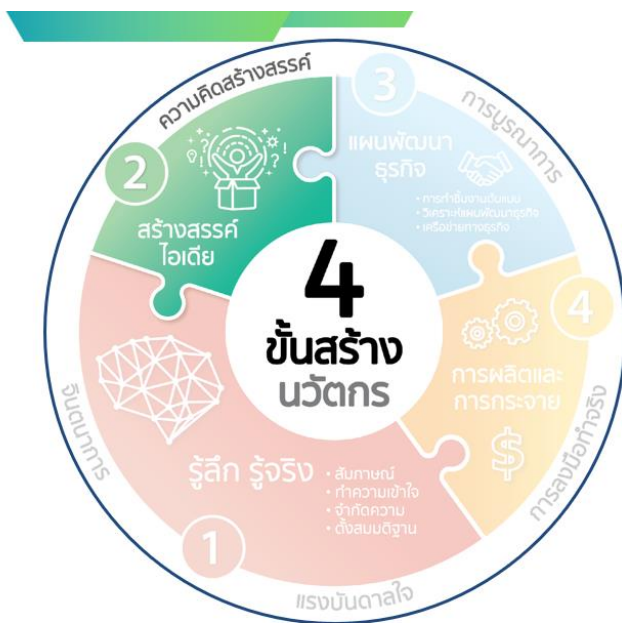 ความคิดสร้างสรรค์
2
สร้างสรรค์
ไอเดีย
3
แผนพัฒนา
ธุรกิจ
• การทำชิ้นงานต้นแบบ
• วิเคราะห์แผนพัฒนาธุรกิจ
• เครือข่ายทางธุรกิจ
การบูรณาการ
4
ขั้นสร้าง
นวัตกร
4
การผลิตและ
การกระจาย
$
การลงมือทำจริง
จินตนาการ
รู้ลึก รู้จริง
• สัมภาษณ์
• ทำความเข้าใจ
• จำกัดความ
• ตั้งสมมติฐาน
1
แรงบันดาลใจ